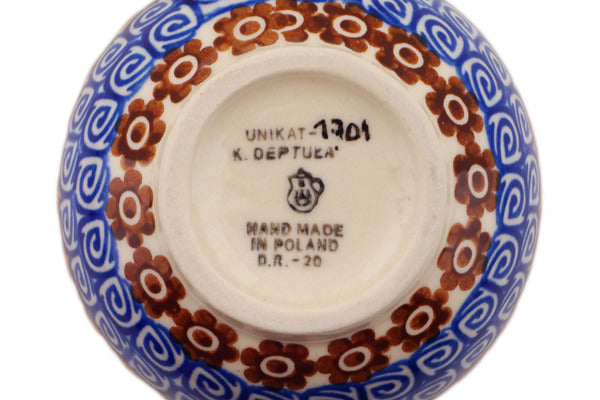 UNIKAT-1701
K. DEPTUŁA
HAND MADE
IN POLAND
D.R.-20